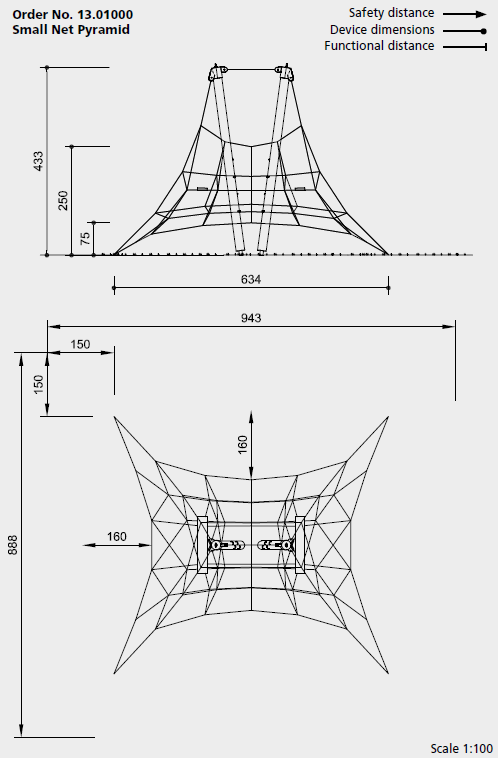 Order No. 13.01000
Small Net Pyramid
Safety distance
Device dimensions
Functional distance
433
250
75
634
943
150
150
160
160
888
Scale 1:100